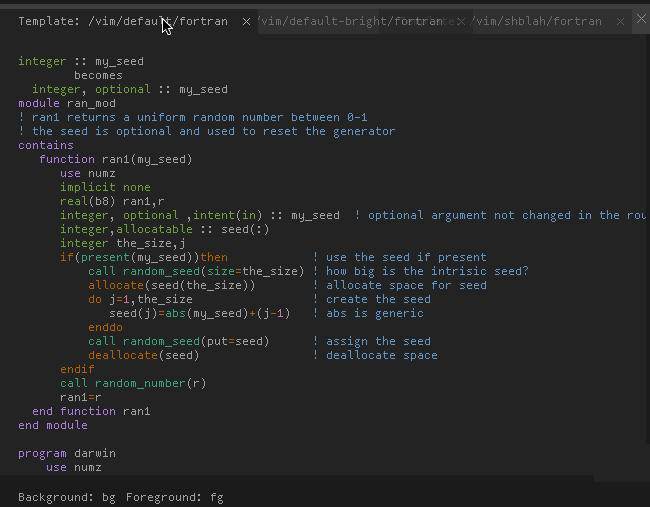 Template: /vim/default/fortran × /vim/default-bright/fortran × /vim/shblah/fortran × ×
integer :: my_seed
becomes
integer, optional :: my_seed
module ran_mod
! ran1 returns a uniform random number between 0-1
! the seed is optional and used to reset the generator
contains
function ran1(my_seed)
use numz
implicit none
real(b8) ran1,r
integer, optional ,intent(in) :: my_seed  ! optional argument not changed in the rou
integer,allocatable :: seed(:)
integer the_size,j
if(present(my_seed))then            ! use the seed if present
call random_seed(size=the_size) ! how big is the intrisic seed?
allocate(seed(the_size))        ! allocate space for seed
do j=1,the_size                 ! create the seed
seed(j)=abs(my_seed)+(j-1)   ! abs is generic
enddo
call random_seed(put=seed)      ! assign the seed
deallocate(seed)                ! deallocate space
endif
call random_number(r)
ran1=r
end function ran1
end module
program darwin
use numz
Background: bg Foreground: fg